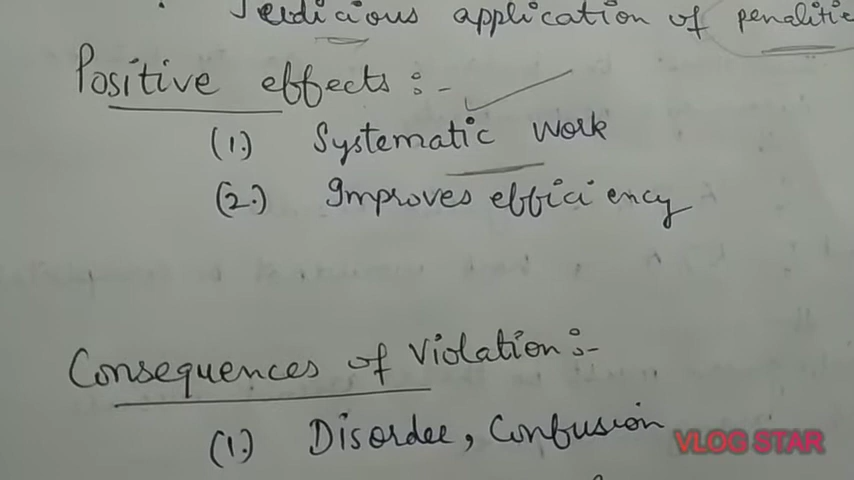 Judicious application of penalitie
Positive effects :-
(1.) Systematic work
(2.) Improves efficiency
Consequences of Violation :-
(1.) Disorder, Confusion
VLOG STAR